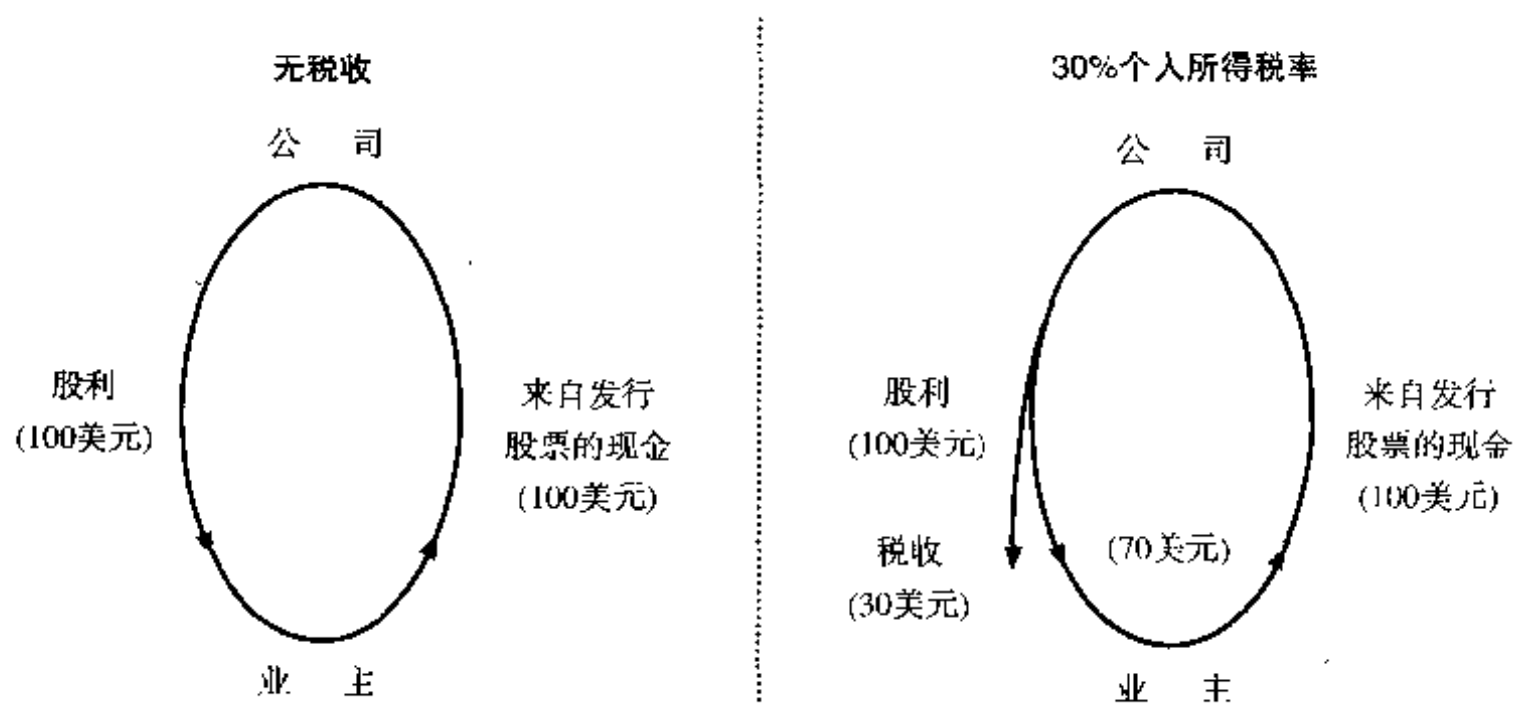 无税收
公 司
股利
(100美元)
来自发行
股票的现金
(100美元)
业 主
30%个人所得税率
公 司
股利
(100美元)
来自发行
股票的现金
(100美元)
税收
(30美元)
(70美元)
业 主